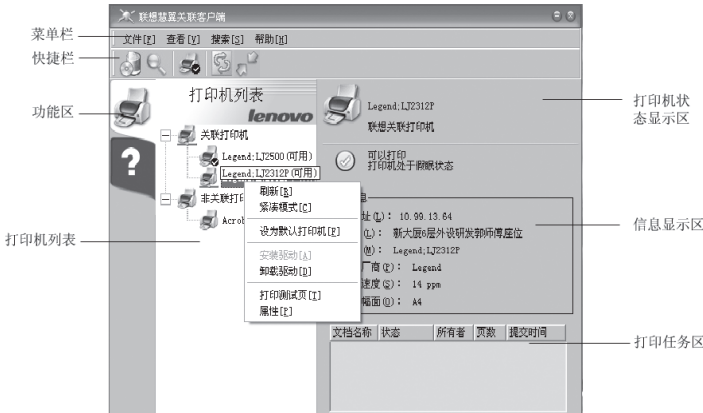 联想慧翼关联客户端
菜单栏
文件[F] 查看[V] 搜索[S] 帮助[H]
快捷栏
功能区
打印机列表
lenovo
关联打印机
Legend:LJ2500(可用)
Legend:LJ2312P(可用)
非关联打印
Acrob
打印机列表
刷新[R]
紧凑模式[C]
设为默认打印机[P]
安装驱动[A]
卸载驱动[D]
打印测试页[T]
属性[P]
Legend:LJ2312P
联想关联打印机
可以打印
打印机处于假眠状态
打印机状
态显示区
息
址(L): 10.99.13.64
(L): 新大厦6层外设研发郭师傅座位
(M): Legend:LJ2312P
厂商(F): Legend
速度(S): 14 ppm
幅面(O): A4
信息显示区
文档名称 状态 所有者 页数 提交时间
打印任务区